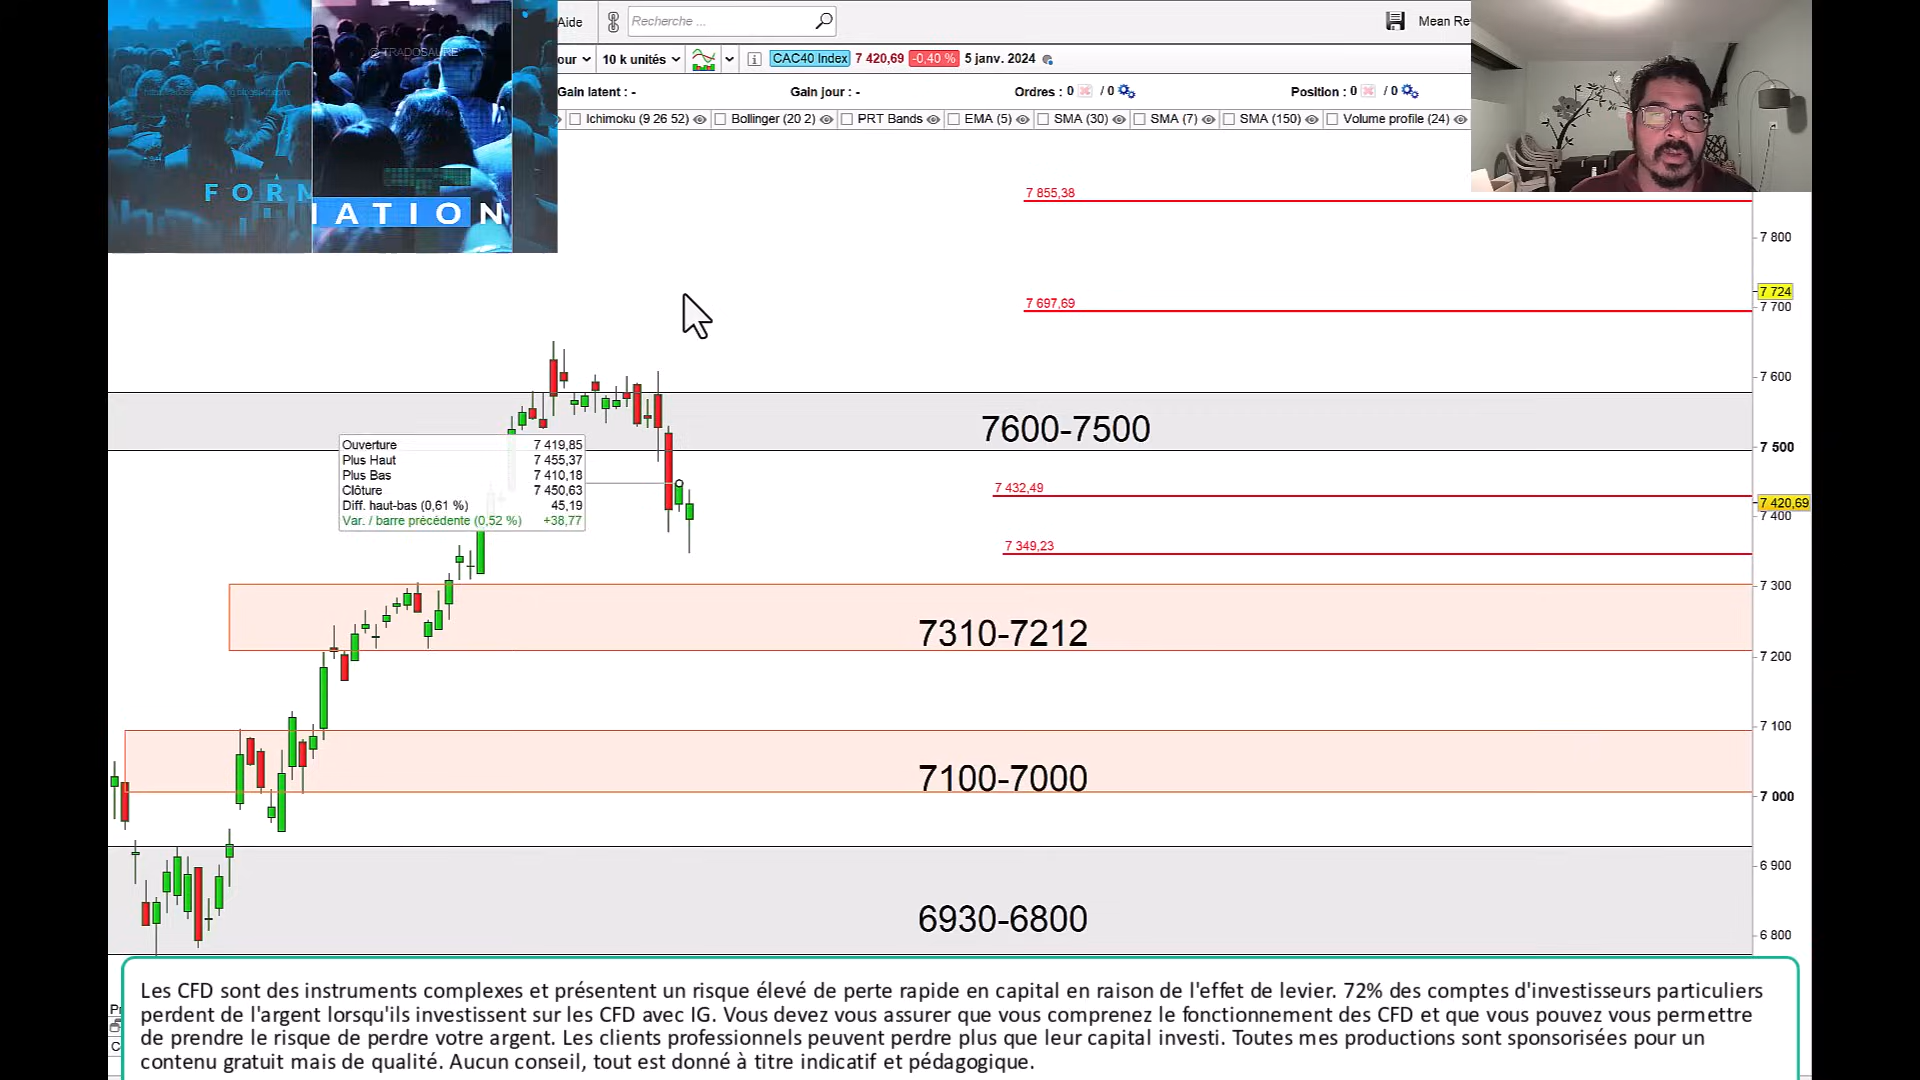 Aide
Recherche ...
Mean Re
@ TRADOSAURE
our
10 k unités
CAC40 Index
7 420,69
-0,40 %
5 janv. 2024
Gain latent : -
Gain jour : -
Ordres : 0 / 0
Position : 0 / 0
Ichimoku (9 26 52)
Bollinger (20 2)
PRT Bands
EMA (5)
SMA (30)
SMA (7)
SMA (150)
Volume profile (24)
FORM
MATION
7 855,38
7 800
7 724
7 697,69
7 700
7 600
7600-7500
Ouverture 7 419,85
Plus Haut 7 455,37
Plus Bas 7 410,18
Clôture 7 450,63
Diff. haut-bas (0,61 %) 45,19
Var. / barre précédente (0,52 %) +38,77
7 500
7 432,49
7 420,69
7 400
7 349,23
7 300
7310-7212
7 200
7 100
7100-7000
7 000
6 900
6930-6800
6 800
Les CFD sont des instruments complexes et présentent un risque élevé de perte rapide en capital en raison de l'effet de levier. 72% des comptes d'investisseurs particuliers
perdent de l'argent lorsqu'ils investissent sur les CFD avec IG. Vous devez vous assurer que vous comprenez le fonctionnement des CFD et que vous pouvez vous permettre
de prendre le risque de perdre votre argent. Les clients professionnels peuvent perdre plus que leur capital investi. Toutes mes productions sont sponsorisées pour un
contenu gratuit mais de qualité. Aucun conseil, tout est donné à titre indicatif et pédagogique.